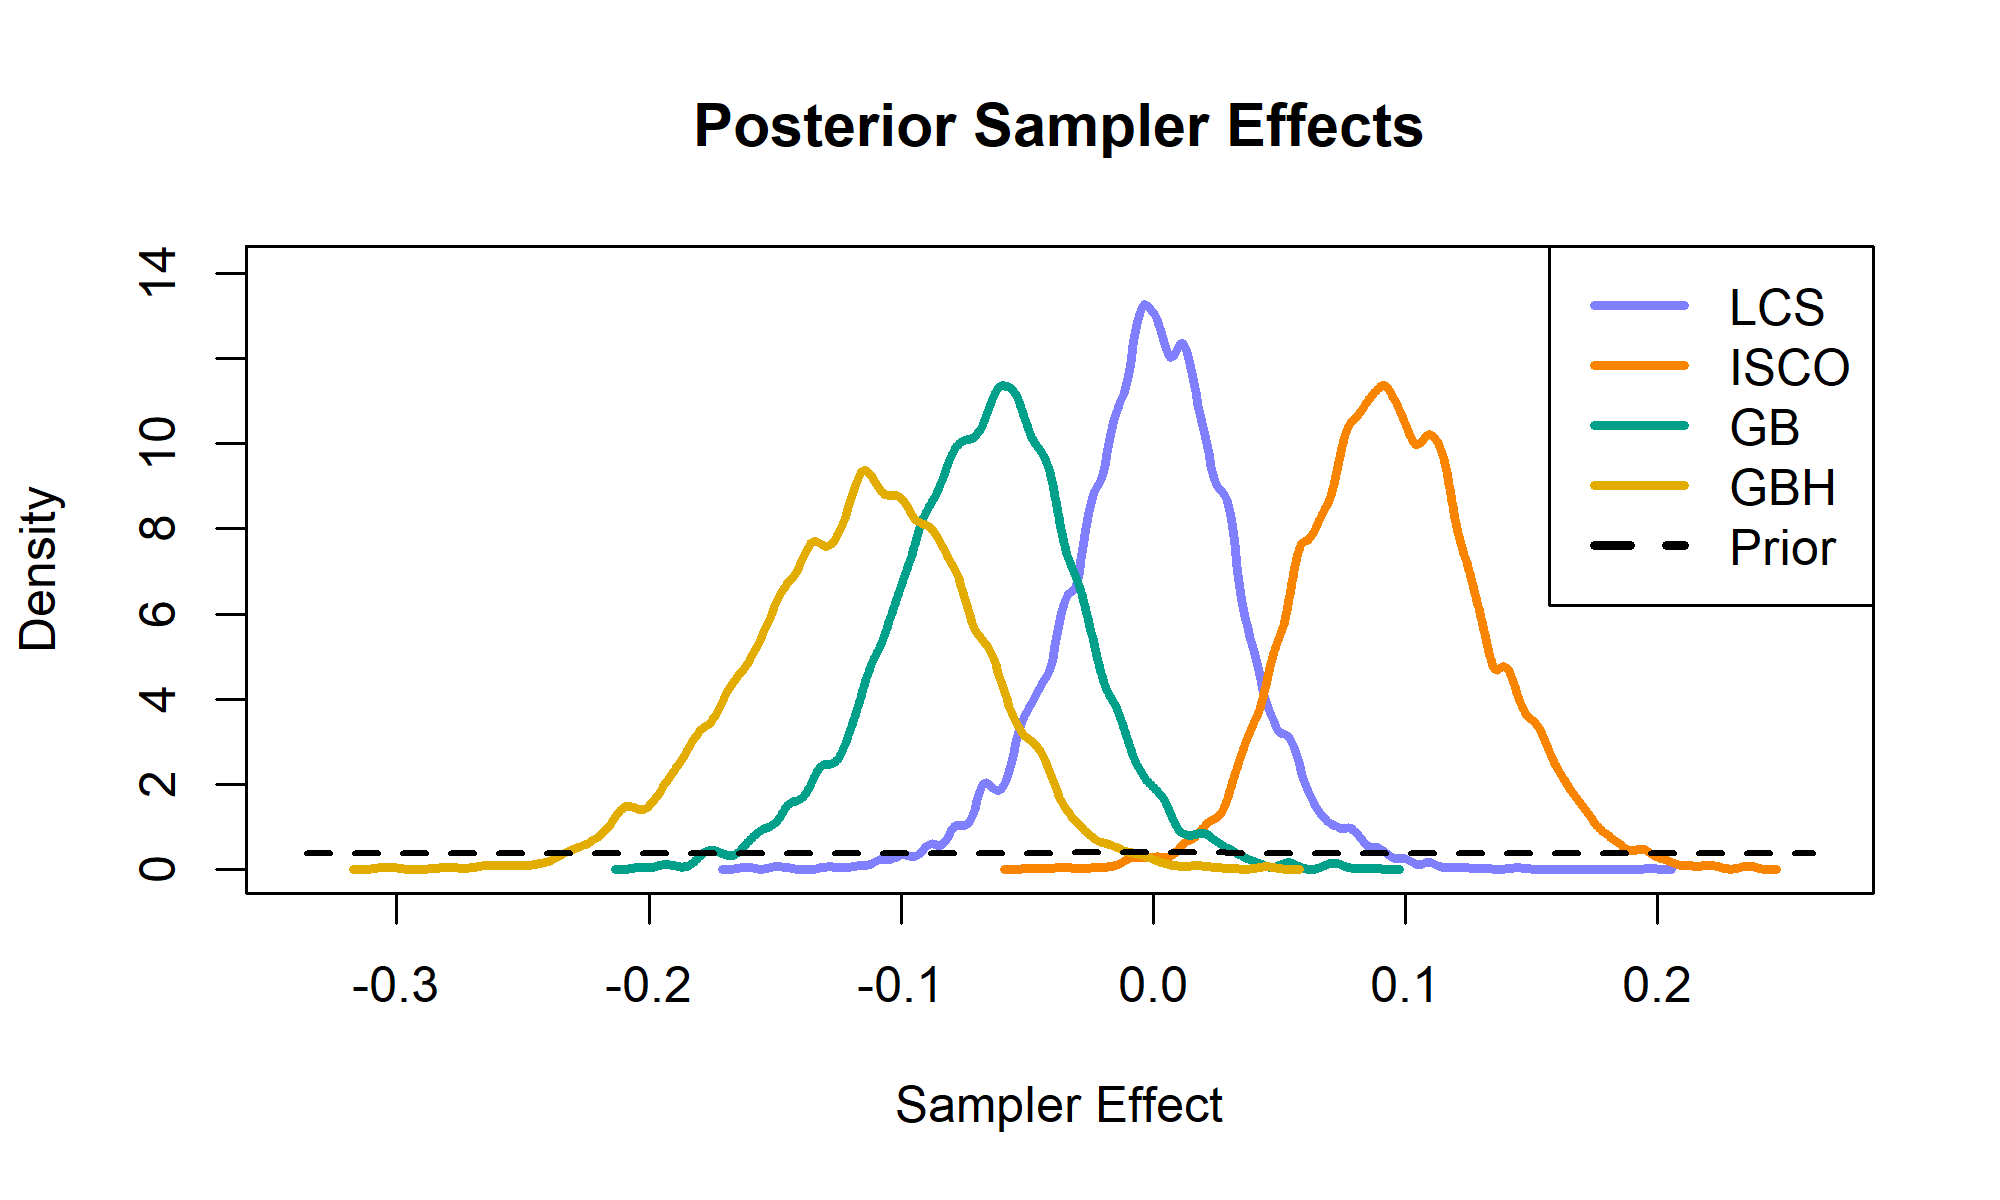 Posterior Sampler Effects
Density
14
10
8
6
4
2
0
LCS
ISCO
GB
GBH
Prior
-0.3 -0.2 -0.1 0.0 0.1 0.2
Sampler Effect